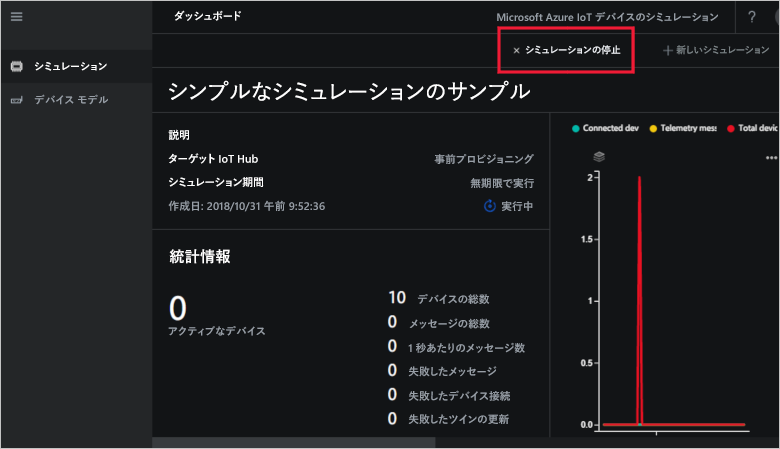 ダッシュボード
Microsoft Azure IoT デバイスのシミュレーション
?
× シミュレーションの停止
+ 新しいシミュレーション
シミュレーション
デバイス モデル
シンプルなシミュレーションのサンプル
説明
ターゲット IoT Hub 事前プロビジョニング
シミュレーション期間 無期限で実行
作成日: 2018/10/31 午前 9:52:36 実行中
統計情報
0
アクティブなデバイス
10 デバイスの総数
0 メッセージの総数
0 1 秒あたりのメッセージ数
0 失敗したメッセージ
0 失敗したデバイス接続
0 失敗したツインの更新
Connected dev Telemetry mes: Total devic
2
1.5
1
0.5
0.0